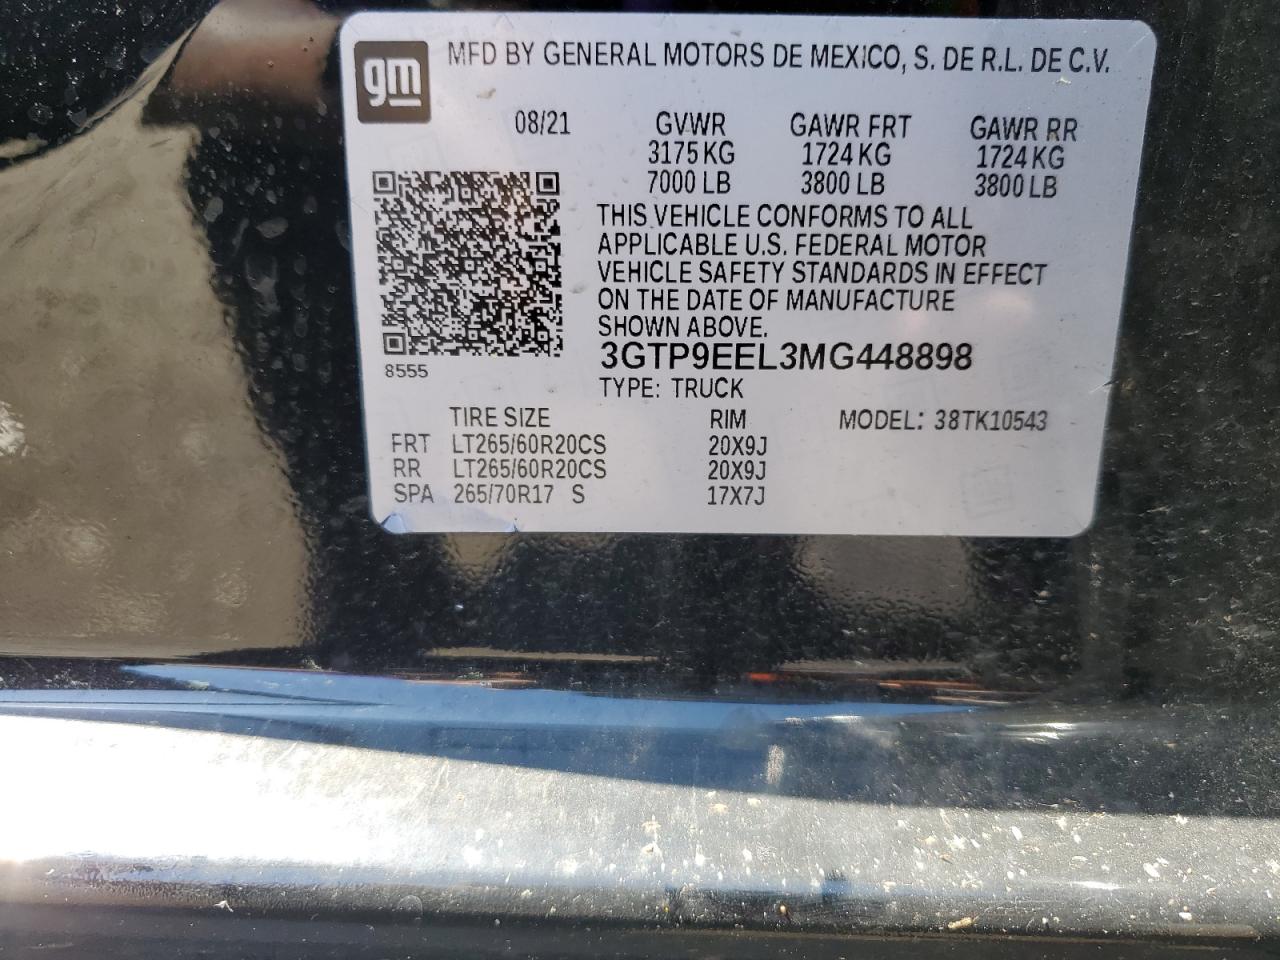 gm
MFD BY GENERAL MOTORS DE MEXICO, S. DE R.L. DE C.V.
08/21 GVWR GAWR FRT GAWR RR
3175 KG 1724 KG 1724 KG
7000 LB 3800 LB 3800 LB
THIS VEHICLE CONFORMS TO ALL
APPLICABLE U.S. FEDERAL MOTOR
VEHICLE SAFETY STANDARDS IN EFFECT
ON THE DATE OF MANUFACTURE
SHOWN ABOVE.
3GTP9EEL3MG448898
8555
TYPE: TRUCK
TIRE SIZE RIM MODEL: 38TK10543
FRT LT265/60R20CS 20X9J
RR LT265/60R20CS 20X9J
SPA 265/70R17 S 17X7J